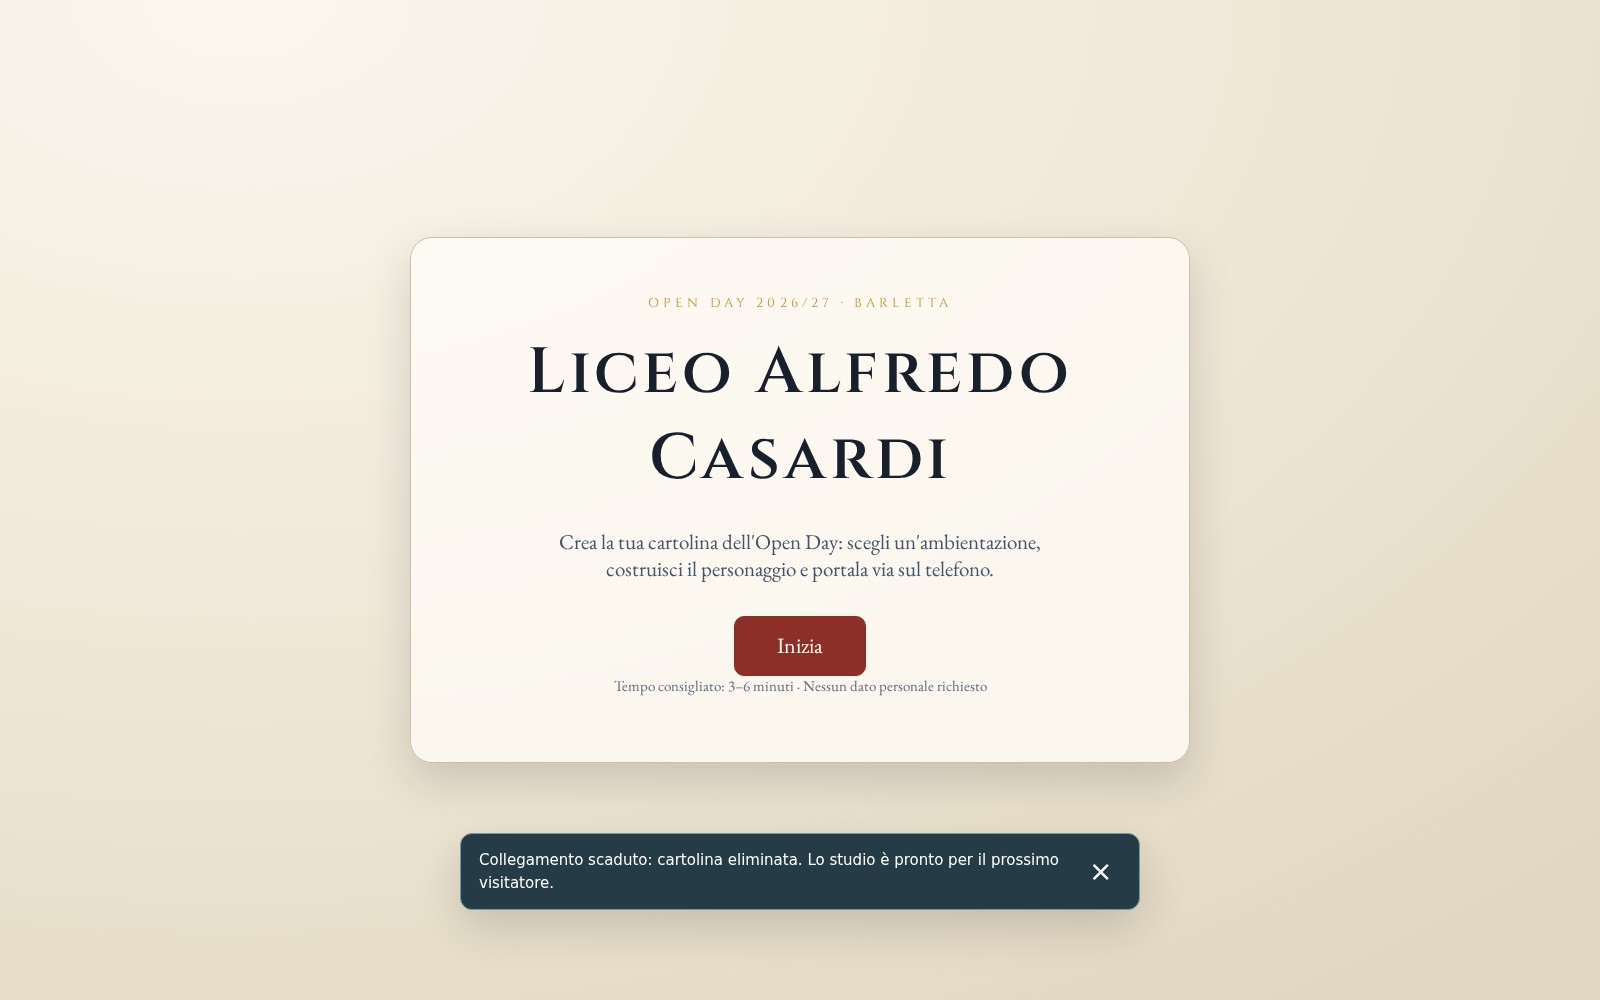 OPEN DAY 2026/27 · BARLETTA
Liceo Alfredo
Casardi
Crea la tua cartolina dell'Open Day: scegli un'ambientazione,
costruisci il personaggio e portala via sul telefono.
Inizia
Tempo consigliato: 3–6 minuti · Nessun dato personale richiesto
Collegamento scaduto: cartolina eliminata. Lo studio è pronto per il prossimo
visitatore.